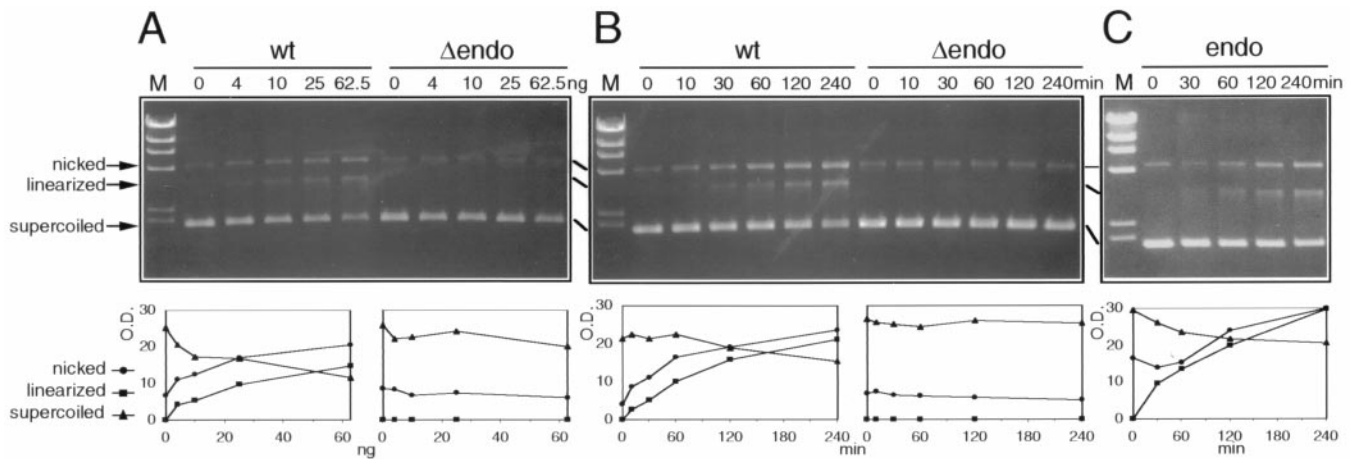 A B C
wt Δendo wt Δendo endo
M 0 4 10 25 62.5 0 4 10 25 62.5ng M 0 10 30 60 120 240 0 10 30 60 120 240min M 0 30 60 120 240min
nicked
linearized
supercoiled
30 30 30
O.D. O.D. O.D.
20 20 20
nicked
10 10 10
linearized
supercoiled
0 0 0
0 20 40 60 0 20 40 60 0 60 120 180 240 0 60 120 180 240 0 60 120 180 240
ng min min